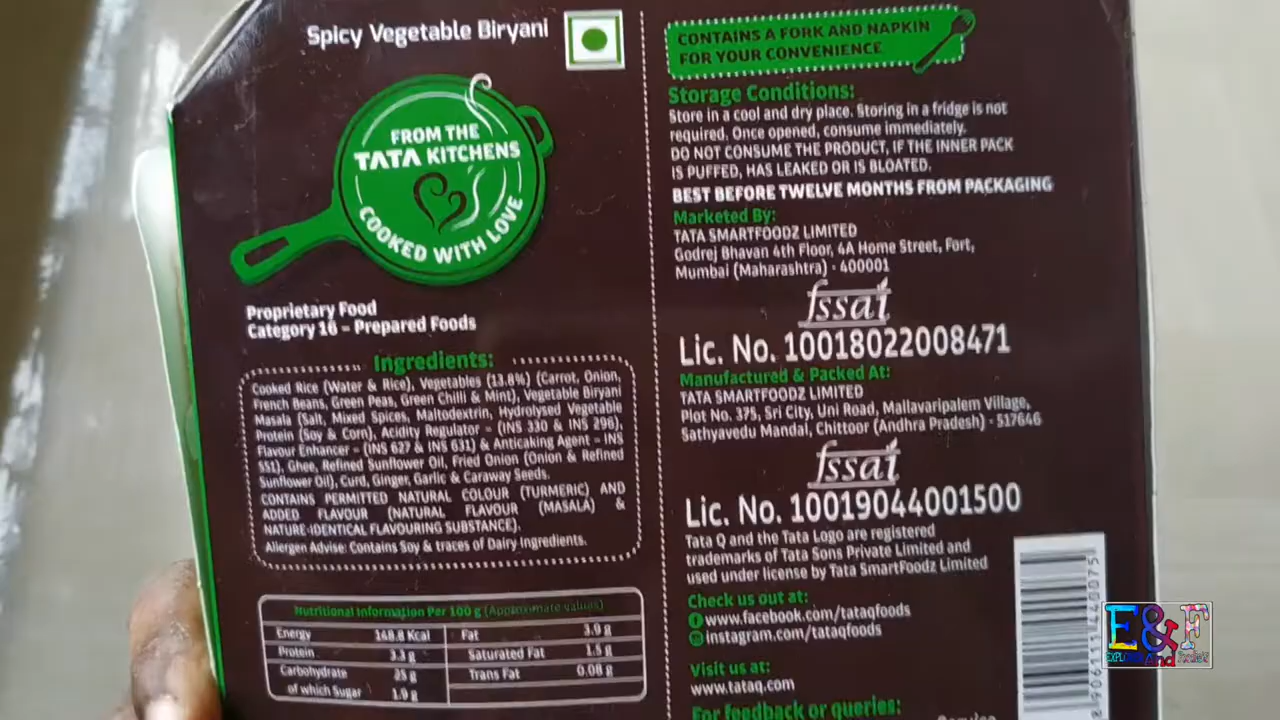 Spicy Vegetable Biryani
FROM THE
TATA KITCHENS
COOKED WITH LOVE
Proprietary Food
Category 16 - Prepared Foods
Ingredients:
Cooked Rice (Water & Rice), Vegetables (13.8%) (Carrot, Onion,
French Beans, Green Peas, Green Chilli & Mint), Vegetable Biryani
Masala (Salt, Mixed Spices, Maltodextrin, Hydrolysed Vegetable
Protein (Soy & Corn), Acidity Regulator - (INS 330 & INS 296),
Flavour Enhancer - (INS 627 & INS 631) & Anticaking Agent - INS
551), Ghee, Refined Sunflower Oil, Fried Onion (Onion & Refined
Sunflower Oil), Curd, Ginger, Garlic & Caraway Seeds.
CONTAINS PERMITTED NATURAL COLOUR (TURMERIC) AND
ADDED FLAVOUR (NATURAL FLAVOUR (MASALA) &
NATURE-IDENTICAL FLAVOURING SUBSTANCE).
Allergen Advise: Contains Soy & traces of Dairy Ingredients.
Nutritional Information Per 100 g (Approximate values)
Energy 148.8 Kcal Fat 3.9 g
Protein 3.3 g Saturated Fat 1.5 g
Carbohydrate 25 g Trans Fat 0.08 g
of which Sugar 1.9 g
CONTAINS A FORK AND NAPKIN
FOR YOUR CONVENIENCE
Storage Conditions:
Store in a cool and dry place. Storing in a fridge is not
required. Once opened, consume immediately.
DO NOT CONSUME THE PRODUCT, IF THE INNER PACK
IS PUFFED, HAS LEAKED OR IS BLOATED.
BEST BEFORE TWELVE MONTHS FROM PACKAGING
Marketed By:
TATA SMARTFOODZ LIMITED
Godrej Bhavan 4th Floor, 4A Home Street, Fort,
Mumbai (Maharashtra) - 400001
fssai
Lic. No. 10018022008471
Manufactured & Packed At:
TATA SMARTFOODZ LIMITED
Plot No. 375, Sri City, Uni Road, Mallavaripalem Village,
Sathyavedu Mandal, Chittoor (Andhra Pradesh) - 517646
fssai
Lic. No. 10019044001500
Tata Q and the Tata Logo are registered
trademarks of Tata Sons Private Limited and
used under license by Tata SmartFoodz Limited
Check us out at:
www.facebook.com/tataqfoods
instagram.com/tataqfoods
Visit us at:
www.tataq.com
For feedback or queries:
E&F
And